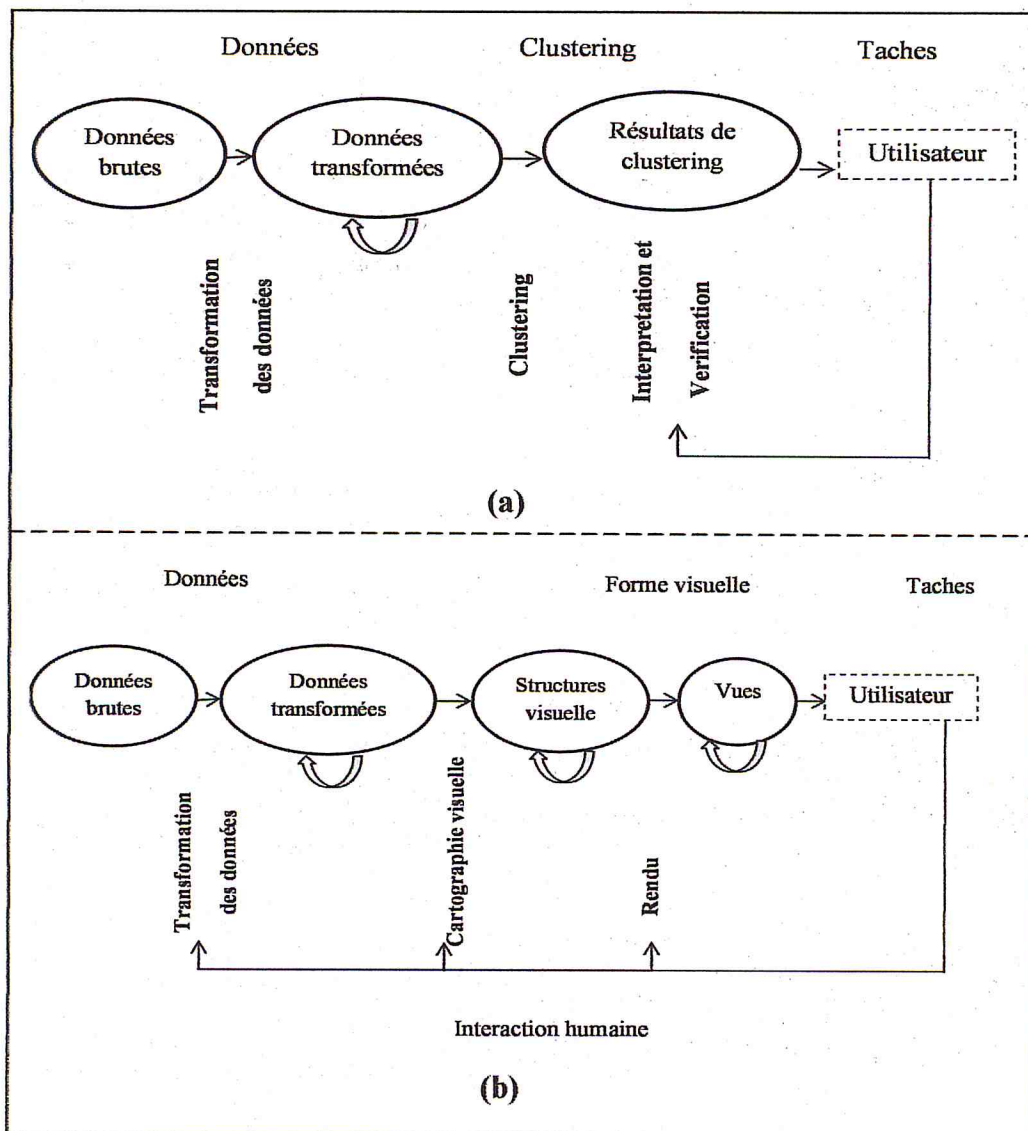 Données Clustering Taches
Données
brutes
Données
transformées
Résultats de
clustering
Utilisateur
Transformation
des données
Clustering
Interpretation et
Verification
(a)
Données Forme visuelle Taches
Données
brutes
Données
transformées
Structures
visuelle
Vues
Utilisateur
Transformation
des données
Cartographie visuelle
Rendu
Interaction humaine
(b)